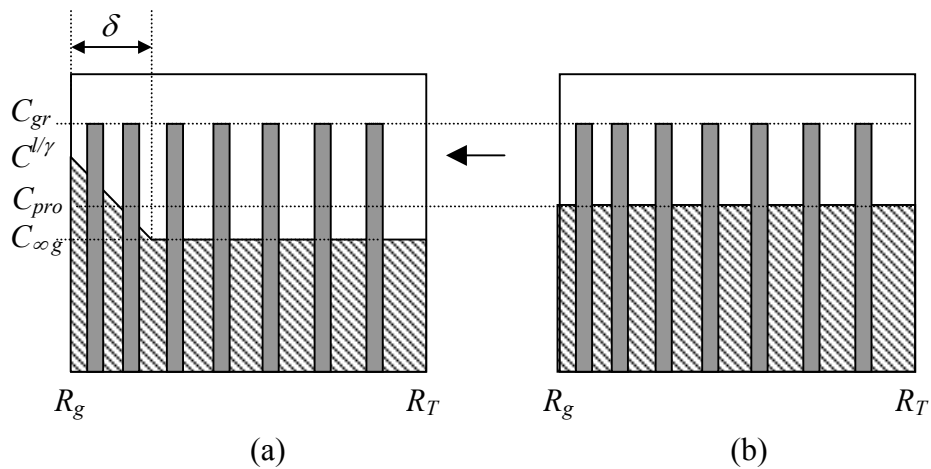 δ
C_gr
C^{l/γ}
C_pro
C_∞g
R_g R_T R_g R_T
(a) (b)